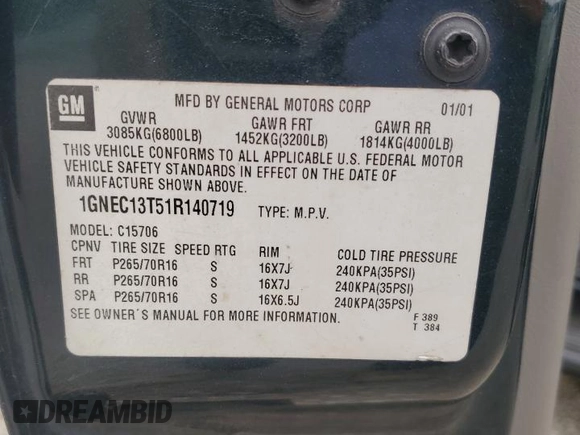 GM
MFD BY GENERAL MOTORS CORP 01/01
GVWR GAWR FRT GAWR RR
3085KG(6800LB) 1452KG(3200LB) 1814KG(4000LB)
THIS VEHICLE CONFORMS TO ALL APPLICABLE U.S. FEDERAL MOTOR
VEHICLE SAFETY STANDARDS IN EFFECT ON THE DATE OF
MANUFACTURE SHOWN ABOVE.
1GNEC13T51R140719 TYPE: M.P.V.
MODEL: C15706
CPNV TIRE SIZE SPEED RTG RIM COLD TIRE PRESSURE
FRT P265/70R16 S 16X7J 240KPA(35PSI)
RR P265/70R16 S 16X7J 240KPA(35PSI)
SPA P265/70R16 S 16X6.5J 240KPA(35PSI)
SEE OWNER'S MANUAL FOR MORE INFORMATION.
F 389
T 384
DREAMBID